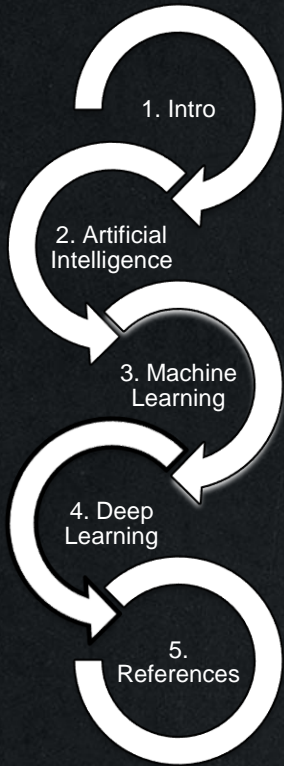 1. Intro
2. Artificial
Intelligence
3. Machine
Learning
4. Deep
Learning
5.
References